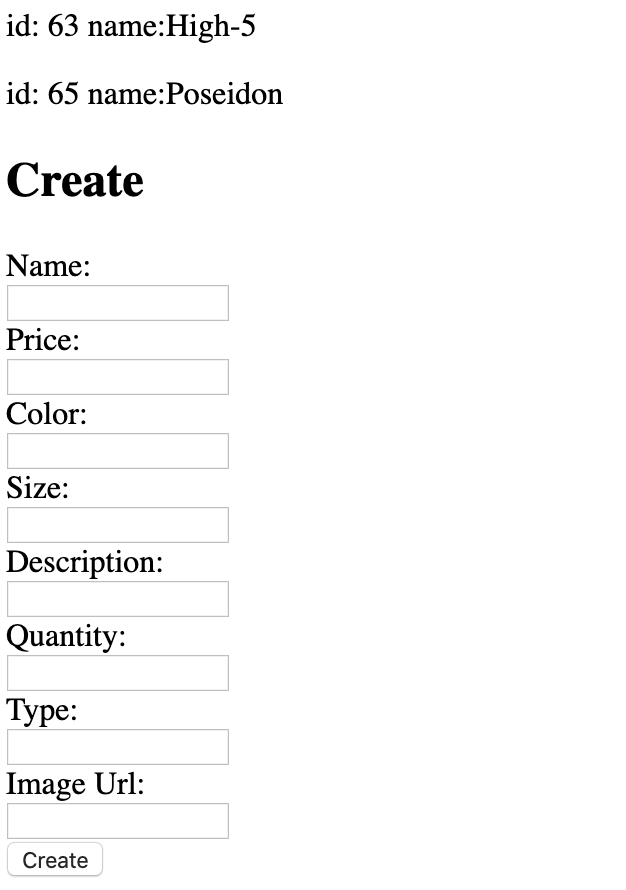 id: 63 name:High-5
id: 65 name:Poseidon
Create
Name:
Price:
Color:
Size:
Description:
Quantity:
Type:
Image Url:
Create